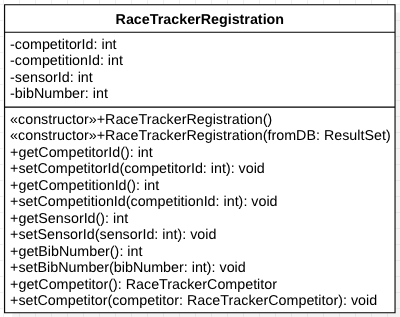 RaceTrackerRegistration
-competitorId: int
-competitionId: int
-sensorId: int
-bibNumber: int
«constructor»+RaceTrackerRegistration()
«constructor»+RaceTrackerRegistration(fromDB: ResultSet)
+getCompetitorId(): int
+setCompetitorId(competitorId: int): void
+getCompetitionId(): int
+setCompetitionId(competitionId: int): void
+getSensorId(): int
+setSensorId(sensorId: int): void
+getBibNumber(): int
+setBibNumber(bibNumber: int): void
+getCompetitor(): RaceTrackerCompetitor
+setCompetitor(competitor: RaceTrackerCompetitor): void